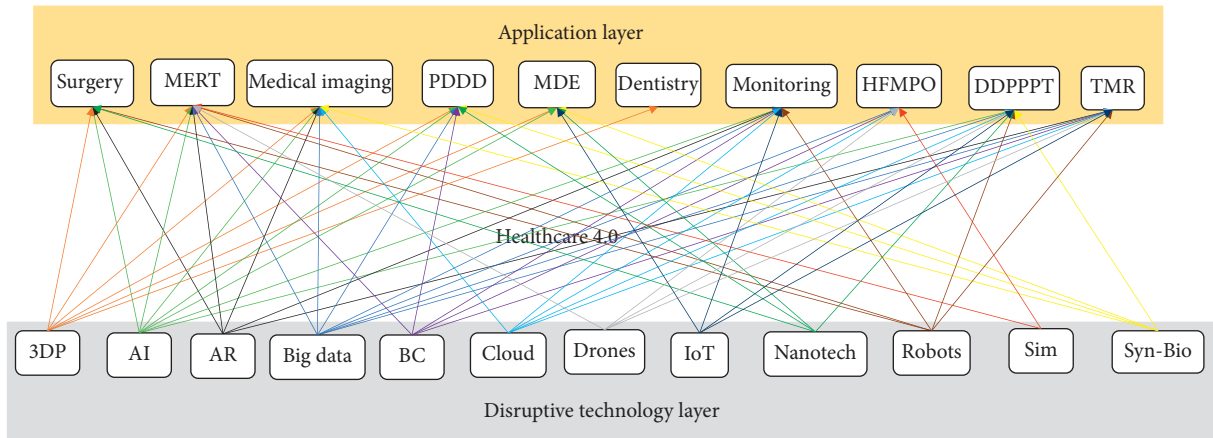 Application layer
Surgery
MERT
Medical imaging
PDDD
MDE
Dentistry
Monitoring
HFMPO
DDPPPT
TMR
Healthcare 4.0
3DP
AI
AR
Big data
BC
Cloud
Drones
IoT
Nanotech
Robots
Sim
Syn-Bio
Disruptive technology layer